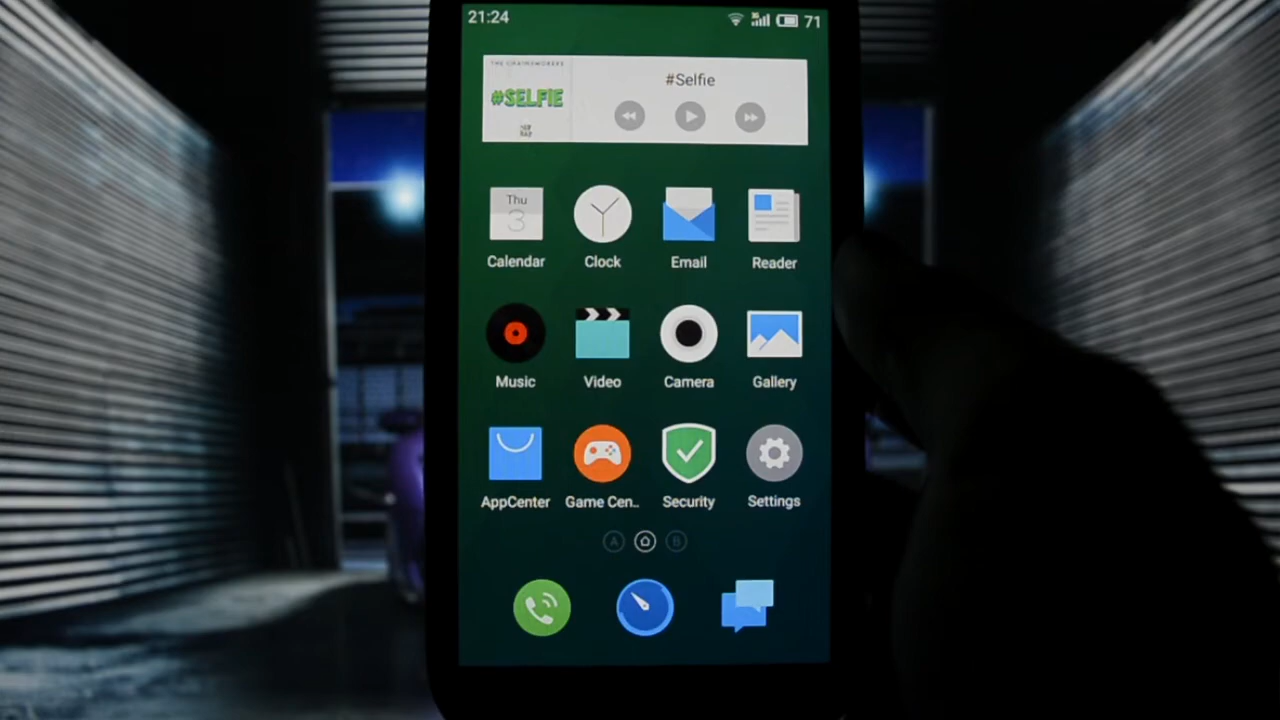 21:24
71
THE CHAINSMOKERS
#SELFIE
#Selfie
Thu
3
Calendar
Clock
Email
Reader
Music
Video
Camera
Gallery
AppCenter
Game Cen..
Security
Settings
A
B